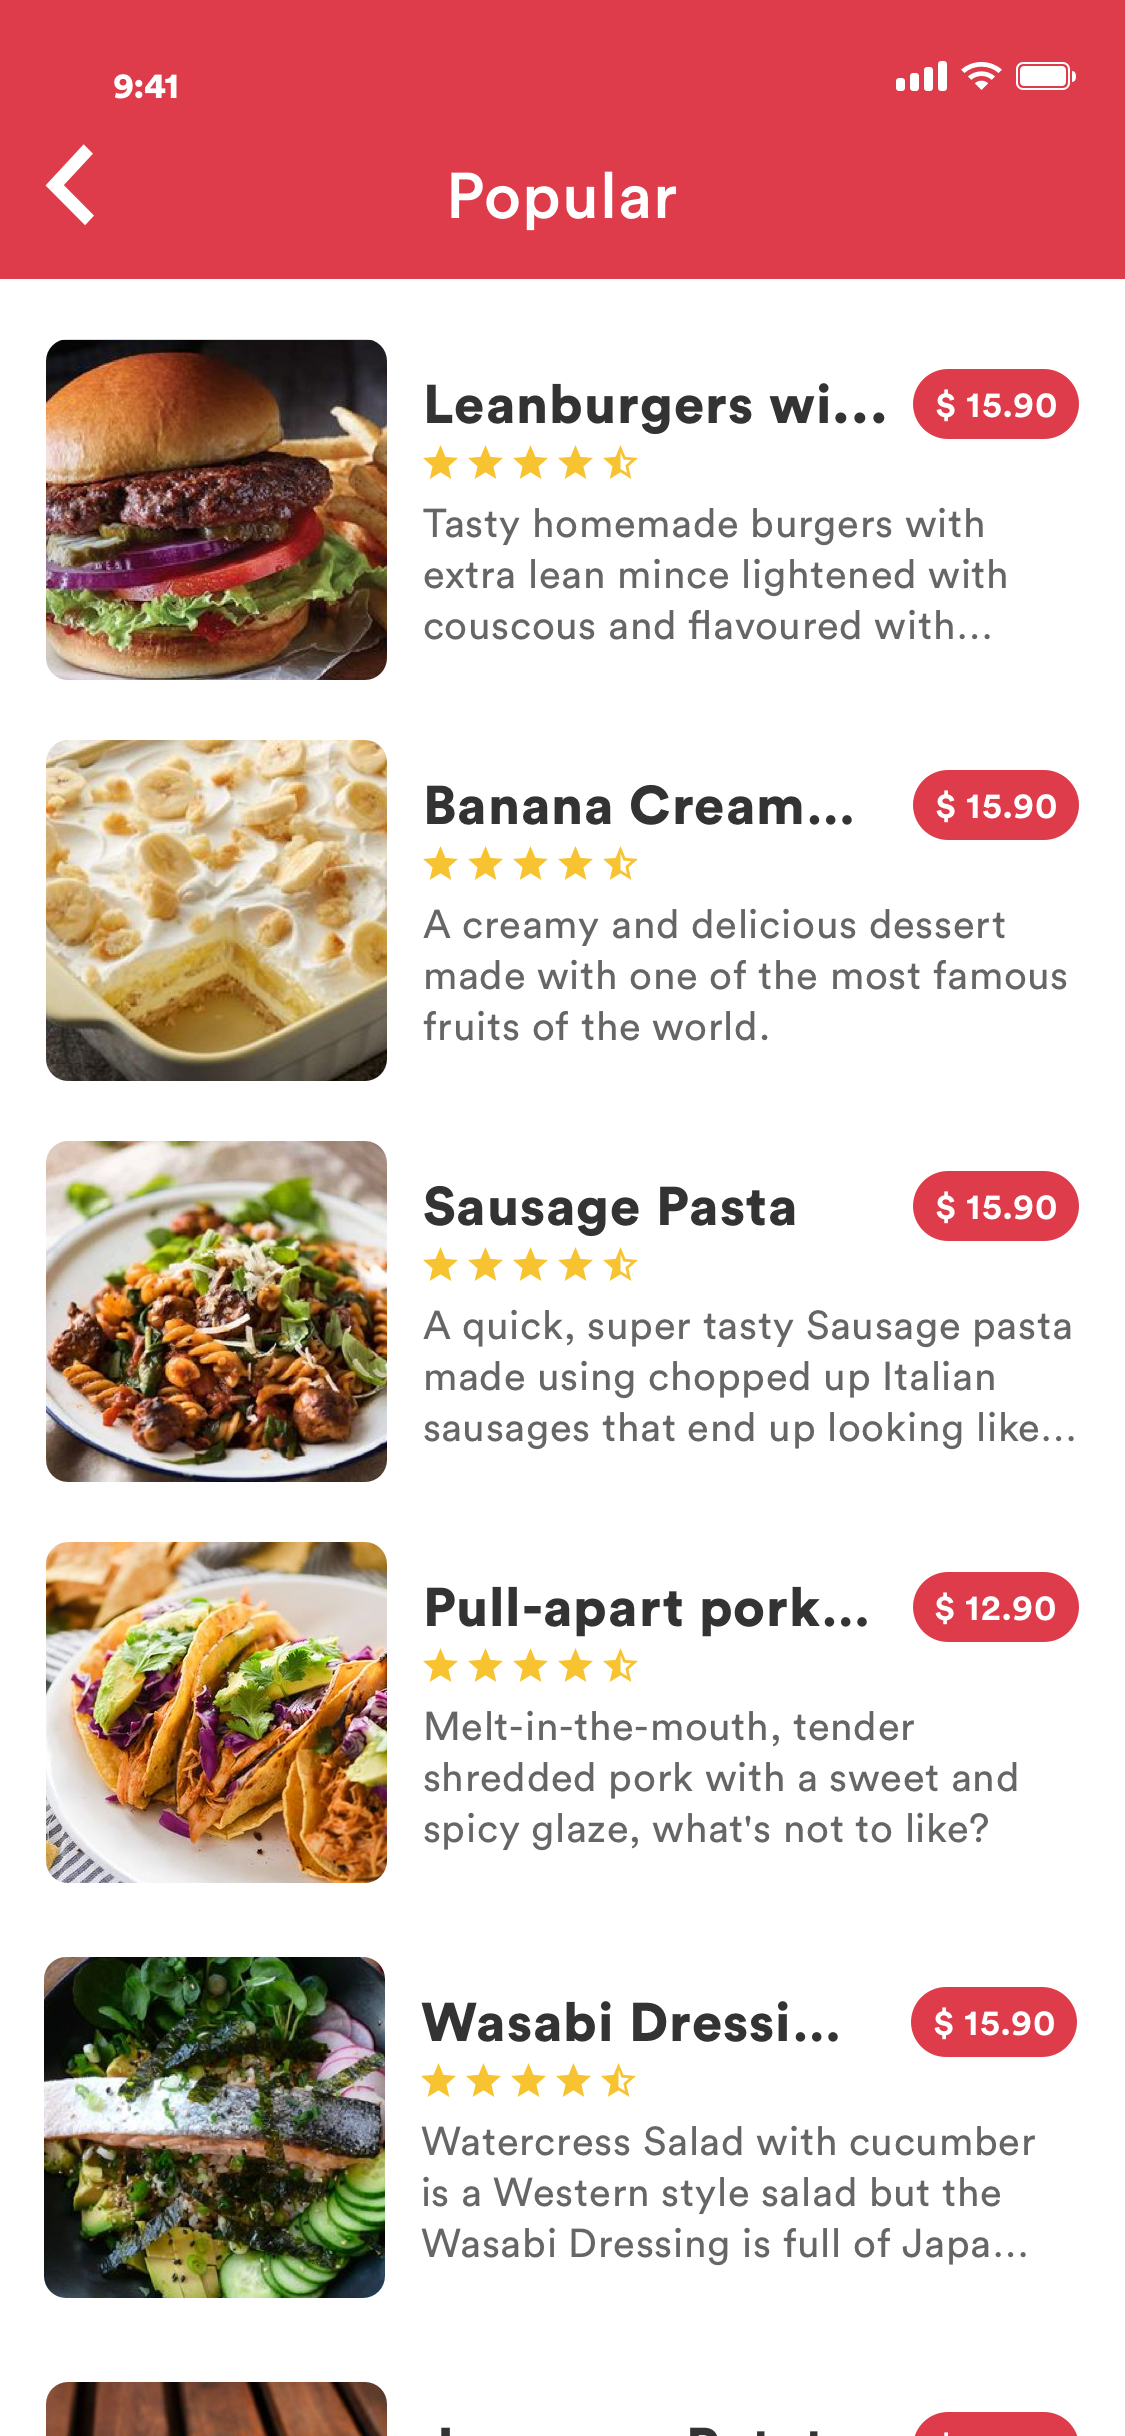 9:41
Popular
Leanburgers wi...
$ 15.90
Tasty homemade burgers with
extra lean mince lightened with
couscous and flavoured with...
Banana Cream...
$ 15.90
A creamy and delicious dessert
made with one of the most famous
fruits of the world.
Sausage Pasta
$ 15.90
A quick, super tasty Sausage pasta
made using chopped up Italian
sausages that end up looking like...
Pull-apart pork...
$ 12.90
Melt-in-the-mouth, tender
shredded pork with a sweet and
spicy glaze, what's not to like?
Wasabi Dressi...
$ 15.90
Watercress Salad with cucumber
is a Western style salad but the
Wasabi Dressing is full of Japa...